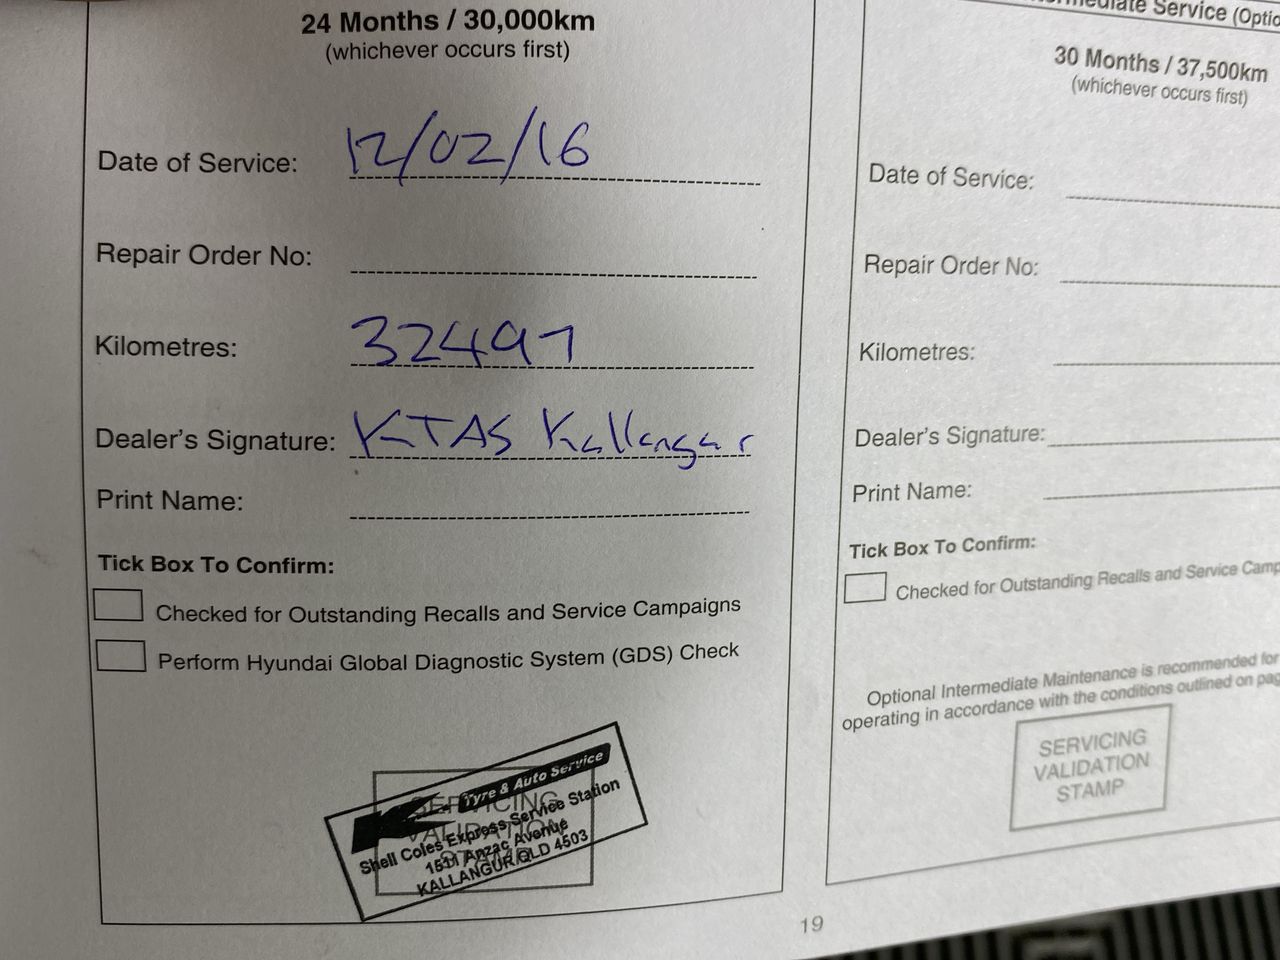 24 Months / 30,000km
(whichever occurs first)
Date of Service: 12/02/16
Repair Order No:
Kilometres: 32497
Dealer's Signature: KTAS Kallangur
Print Name:
Tick Box To Confirm:
Checked for Outstanding Recalls and Service Campaigns
Perform Hyundai Global Diagnostic System (GDS) Check
SERVICING
VALIDATION
STAMP
Tyre & Auto Service
Shell Coles Express Service Station
1511 Anzac Avenue
KALLANGUR QLD 4503
Service (Optio
30 Months / 37,500km
(whichever occurs first)
Date of Service:
Repair Order No:
Kilometres:
Dealer's Signature:
Print Name:
Tick Box To Confirm:
Checked for Outstanding Recalls and Service Camp
Optional Intermediate Maintenance is recommended for
operating in accordance with the conditions outlined on pag
SERVICING
VALIDATION
STAMP
19